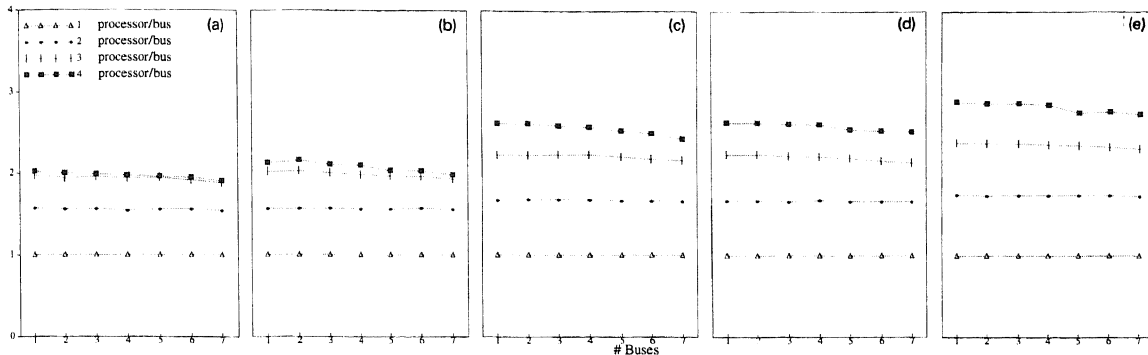 4
3
2
1
0
1 processor/bus
2 processor/bus
3 processor/bus
4 processor/bus
(a)
(b)
(c)
(d)
(e)
1 2 3 4 5 6 7
1 2 3 4 5 6 7
1 2 3 4 5 6 7
1 2 3 4 5 6 7
1 2 3 4 5 6 7
# Buses